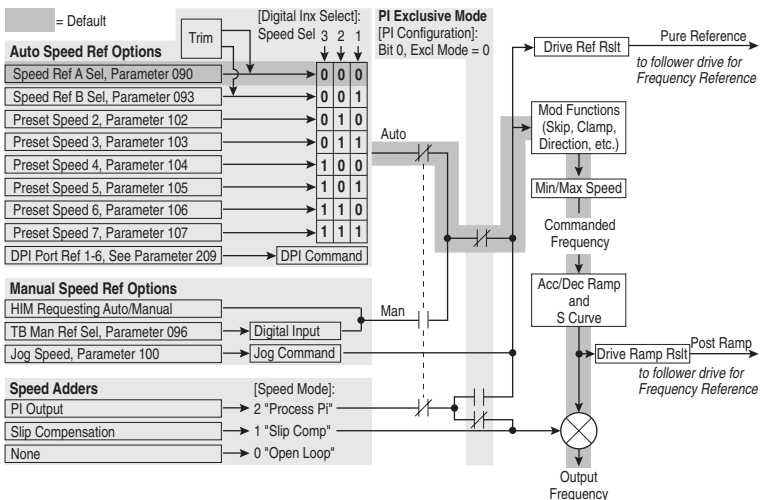 = Default
Trim
[Digital Inx Select]:
Speed Sel 3 2 1
PI Exclusive Mode
[PI Configuration]:
Bit 0, Excl Mode = 0
Auto Speed Ref Options
Speed Ref A Sel, Parameter 090
0 0 0
Speed Ref B Sel, Parameter 093
0 0 1
Preset Speed 2, Parameter 102
0 1 0
Preset Speed 3, Parameter 103
0 1 1
Preset Speed 4, Parameter 104
1 0 0
Preset Speed 5, Parameter 105
1 0 1
Preset Speed 6, Parameter 106
1 1 0
Preset Speed 7, Parameter 107
1 1 1
DPI Port Ref 1-6, See Parameter 209
DPI Command
Auto
Drive Ref Rslt
Pure Reference
to follower drive for
Frequency Reference
Mod Functions
(Skip, Clamp,
Direction, etc.)
Min/Max Speed
Commanded
Frequency
Acc/Dec Ramp
and
S Curve
Manual Speed Ref Options
HIM Requesting Auto/Manual
TB Man Ref Sel, Parameter 096
Digital Input
Man
Jog Speed, Parameter 100
Jog Command
Drive Ramp Rslt
Post Ramp
to follower drive for
Frequency Reference
Speed Adders
[Speed Mode]:
PI Output
2 "Process Pi"
Slip Compensation
1 "Slip Comp"
None
0 "Open Loop"
Output
Frequency